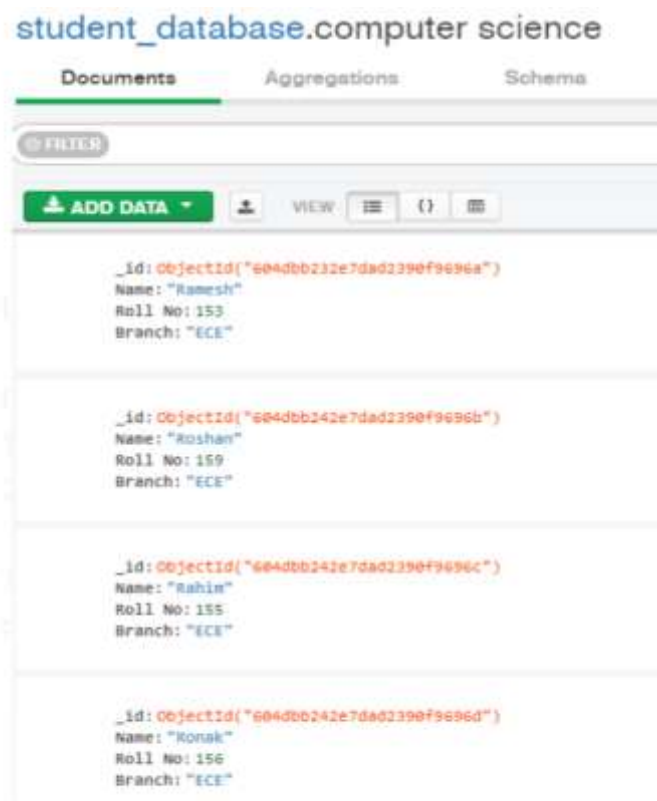 student_database.computer science
Documents Aggregations Schema
FILTER
ADD DATA VIEW {}
_id: ObjectId("604dbb232e7dad2390f9696a")
Name: "Ramesh"
Roll No: 153
Branch: "ECE"
_id: ObjectId("604dbb242e7dad2390f9696b")
Name: "Roshan"
Roll No: 159
Branch: "ECE"
_id: ObjectId("604dbb242e7dad2390f9696c")
Name: "Rahim"
Roll No: 155
Branch: "ECE"
_id: ObjectId("604dbb242e7dad2390f9696d")
Name: "Ronak"
Roll No: 156
Branch: "ECE"